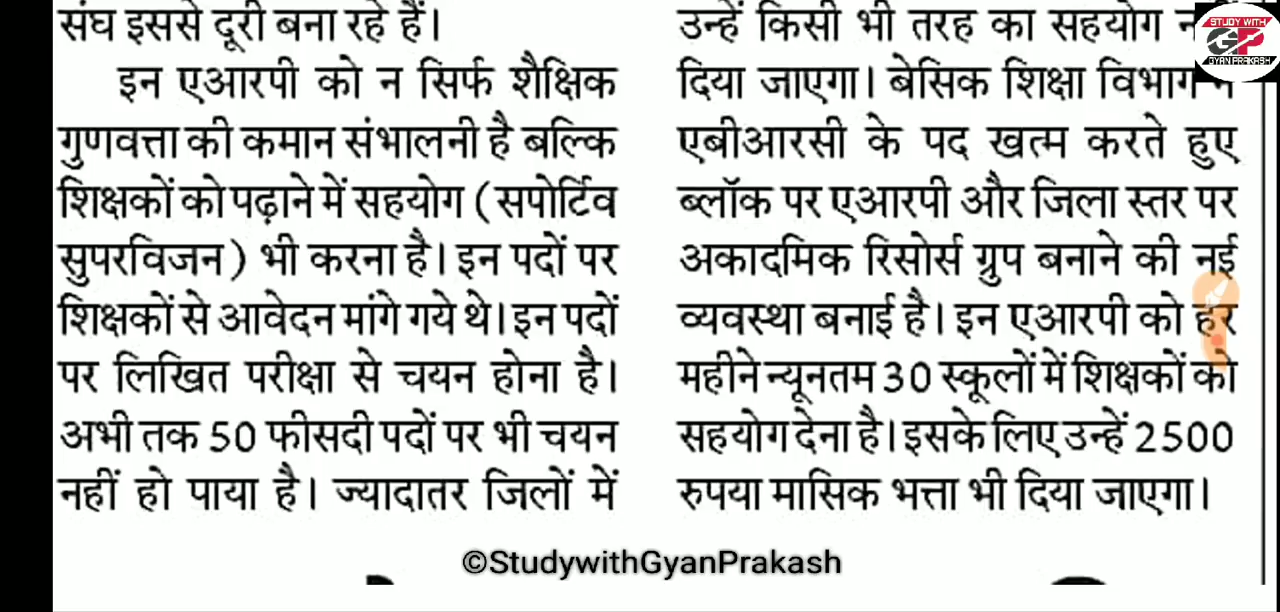 संघ इससे दूरी बना रहे हैं।
इन एआरपी को न सिर्फ शैक्षिक
गुणवत्ता की कमान संभालनी है बल्कि
शिक्षकों को पढ़ाने में सहयोग (सपोर्टिव
सुपरविजन) भी करना है। इन पदों पर
शिक्षकों से आवेदन मांगे गये थे। इन पदों
पर लिखित परीक्षा से चयन होना है।
अभी तक 50 फीसदी पदों पर भी चयन
नहीं हो पाया है। ज्यादातर जिलों में
उन्हें किसी भी तरह का सहयोग
दिया जाएगा। बेसिक शिक्षा विभाग
एबीआरसी के पद खत्म करते हुए
ब्लॉक पर एआरपी और जिला स्तर पर
अकादमिक रिसोर्स ग्रुप बनाने की नई
व्यवस्था बनाई है। इन एआरपी को हर
महीने न्यूनतम 30 स्कूलों में शिक्षकों को
सहयोग देना है। इसके लिए उन्हें 2500
रुपया मासिक भत्ता भी दिया जाएगा।
STUDY WITH
GP
GYAN PRAKASH
©StudywithGyanPrakash